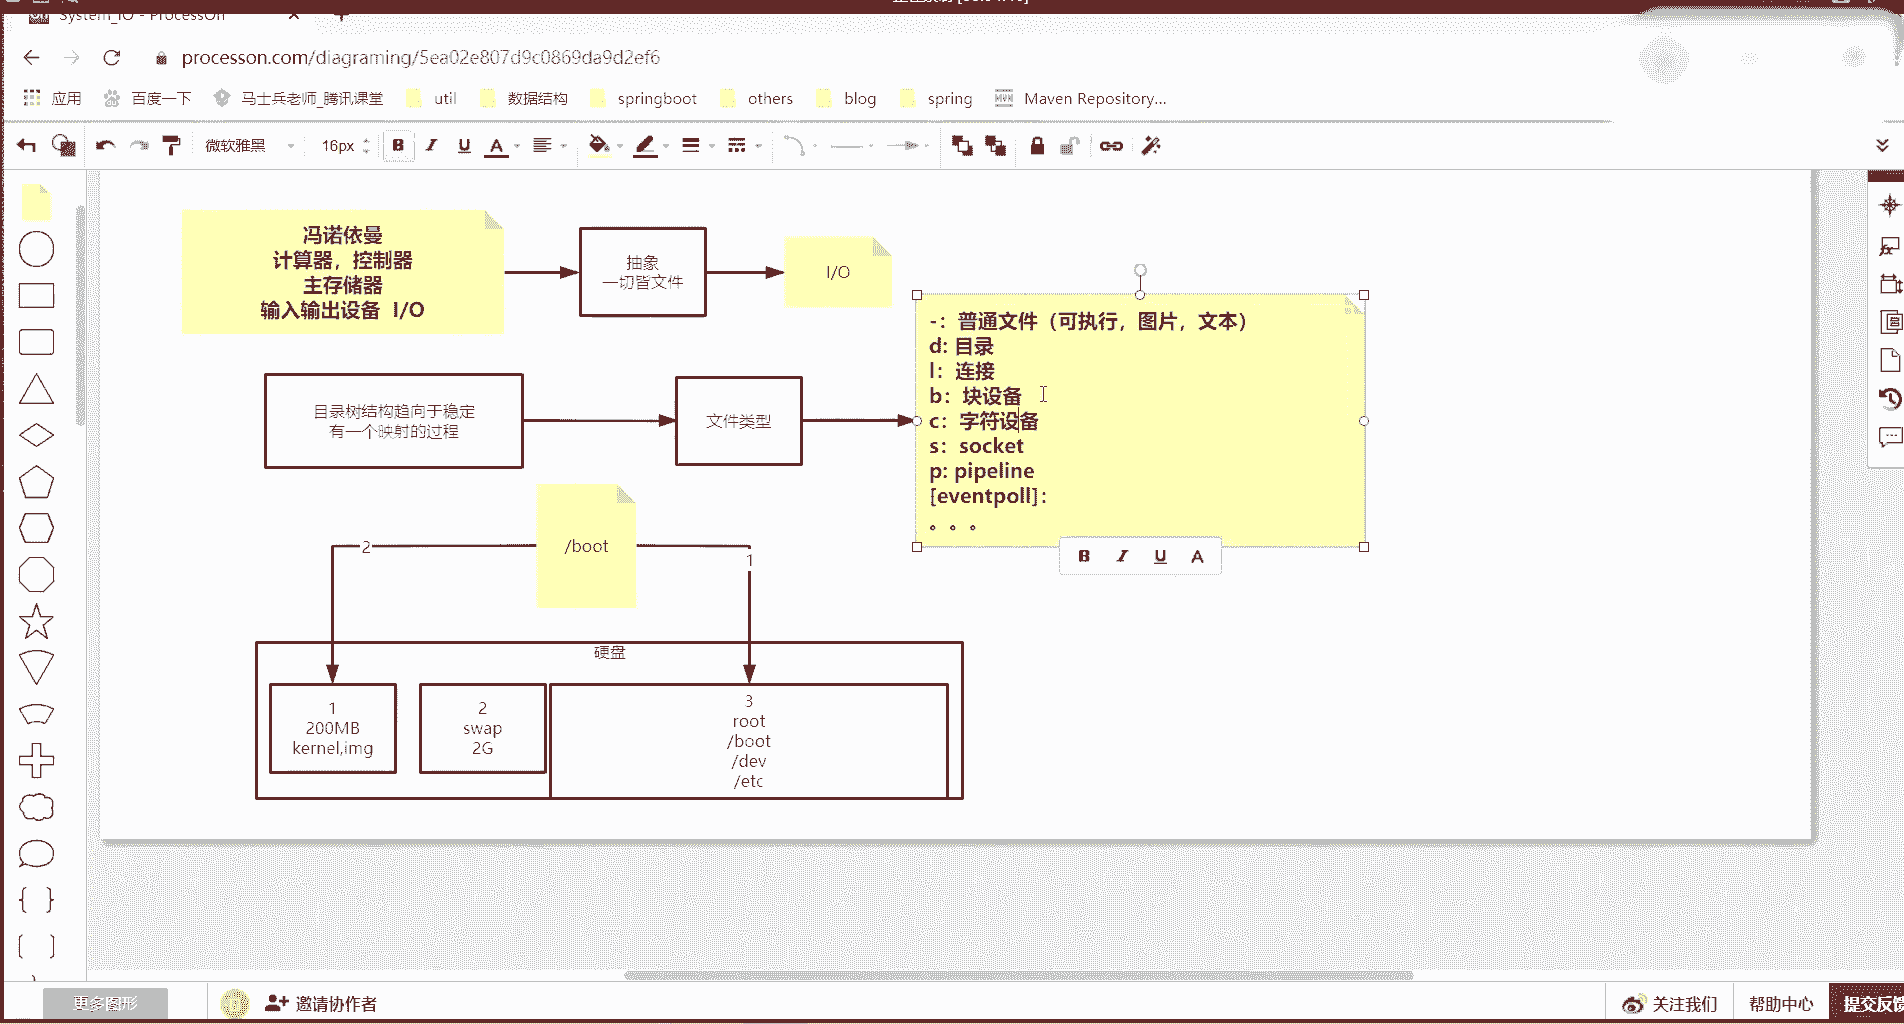 System_IO - ProcessOn
processon.com/diagraming/5ea02e807d9c0869da9d2ef6
应用
百度一下
马士兵老师_腾讯课堂
util
数据结构
springboot
others
blog
spring
Maven Repository...
微软雅黑
16px
B I U A
冯诺依曼
计算器，控制器
主存储器
输入输出设备 I/O
抽象
一切皆文件
I/O
-：普通文件（可执行，图片，文本）
d: 目录
l：连接
b：块设备
c：字符设备
s：socket
p: pipeline
[eventpoll]：
。。。
B I U A
目录树结构趋向于稳定
有一个映射的过程
文件类型
/boot
2
1
硬盘
1
200MB
kernel,img
2
swap
2G
3
root
/boot
/dev
/etc
更多图形
邀请协作者
关注我们
帮助中心
提交反馈